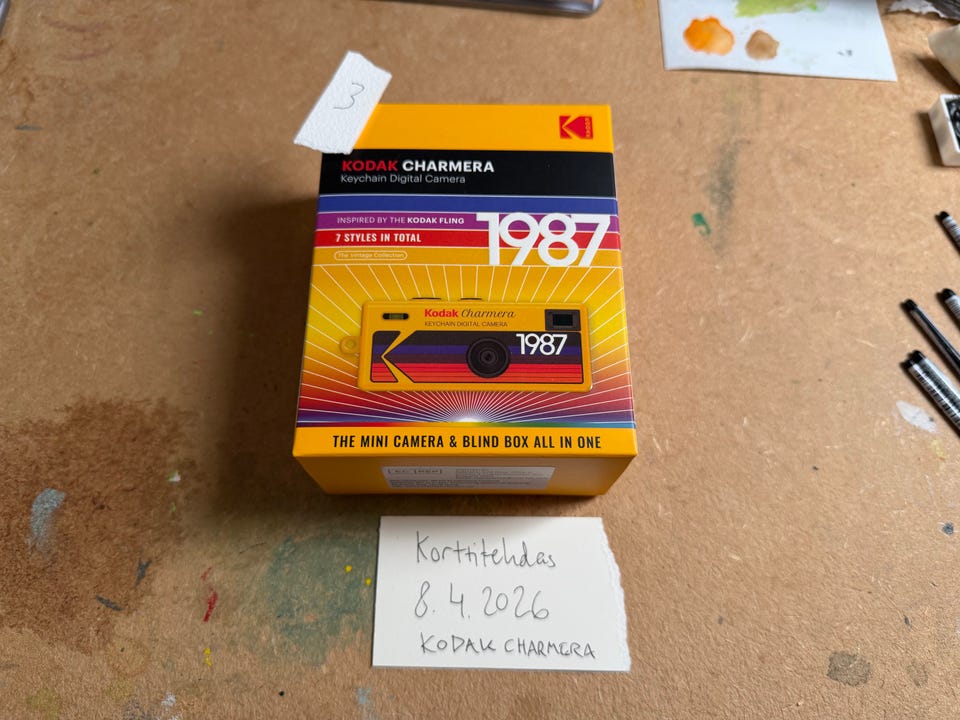 3
KODAK
KODAK CHARMERA
Keychain Digital Camera
INSPIRED BY THE KODAK FLING
1987
7 STYLES IN TOTAL
The Vintage Collection
Kodak Charmera
KEYCHAIN DIGITAL CAMERA
1987
THE MINI CAMERA & BLIND BOX ALL IN ONE
EC REP
Korttitehdas
8.4.2026
KODAK CHARMERA